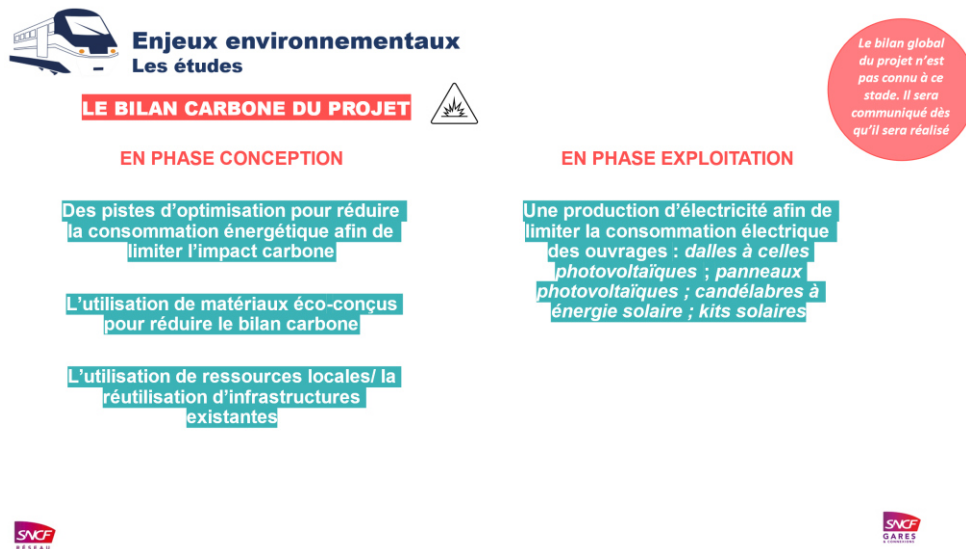 Enjeux environnementaux
Les études
Le bilan global
du projet n'est
pas connu à ce
stade. Il sera
communiqué dès
qu'il sera réalisé
LE BILAN CARBONE DU PROJET
EN PHASE CONCEPTION
Des pistes d'optimisation pour réduire
la consommation énergétique afin de
limiter l'impact carbone
L'utilisation de matériaux éco-conçus
pour réduire le bilan carbone
L'utilisation de ressources locales/ la
réutilisation d'infrastructures
existantes
EN PHASE EXPLOITATION
Une production d'électricité afin de
limiter la consommation électrique
des ouvrages : dalles à celles
photovoltaïques ; panneaux
photovoltaïques ; candélabres à
énergie solaire ; kits solaires
SNCF
RÉSEAU
SNCF
GARES
& CONNEXIONS